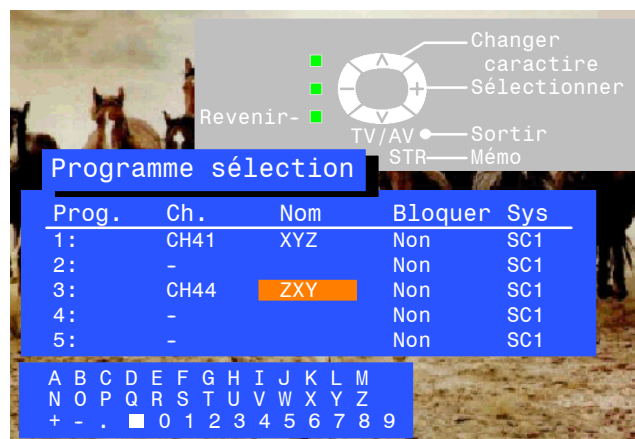 Changer
caractire
Sélectionner
Revenir-
TV/AV Sortir
STR Mémo
Programme sélection
Prog. Ch. Nom Bloquer Sys
1: CH41 XYZ Non SC1
2: - Non SC1
3: CH44 ZXY Non SC1
4: - Non SC1
5: - Non SC1
A B C D E F G H I J K L M
N O P Q R S T U V W X Y Z
+ - . 0 1 2 3 4 5 6 7 8 9